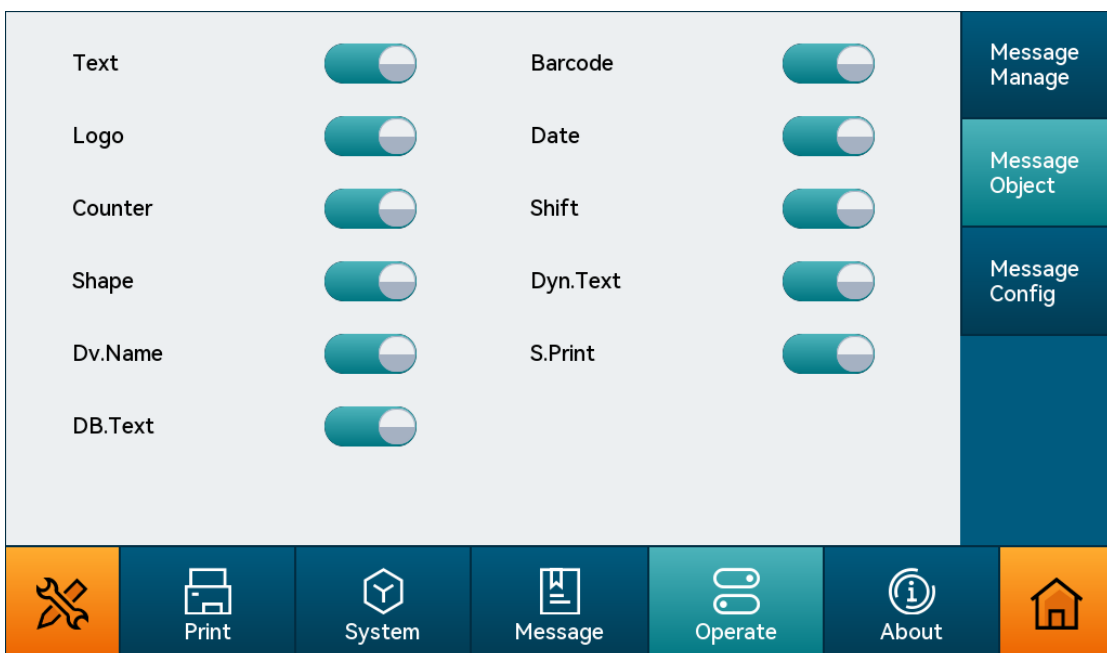 Text
Barcode
Logo
Date
Counter
Shift
Shape
Dyn.Text
Dv.Name
S.Print
DB.Text
Message
Manage
Message
Object
Message
Config
Print
System
Message
Operate
About